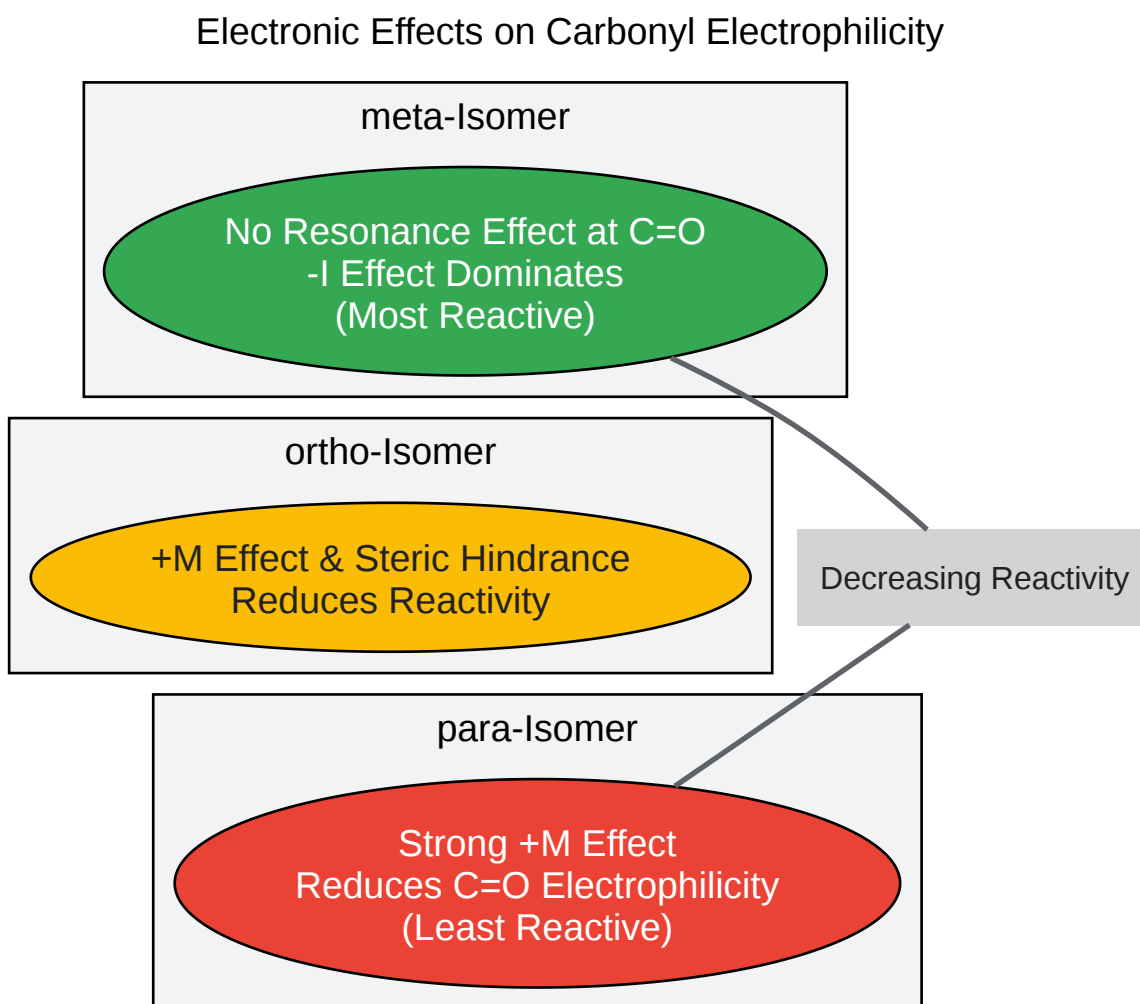 Electronic Effects on Carbonyl Electrophilicity
meta-Isomer
No Resonance Effect at C=O
-I Effect Dominates
(Most Reactive)
ortho-Isomer
+M Effect & Steric Hindrance
Reduces Reactivity
Decreasing Reactivity
para-Isomer
Strong +M Effect
Reduces C=O Electrophilicity
(Least Reactive)